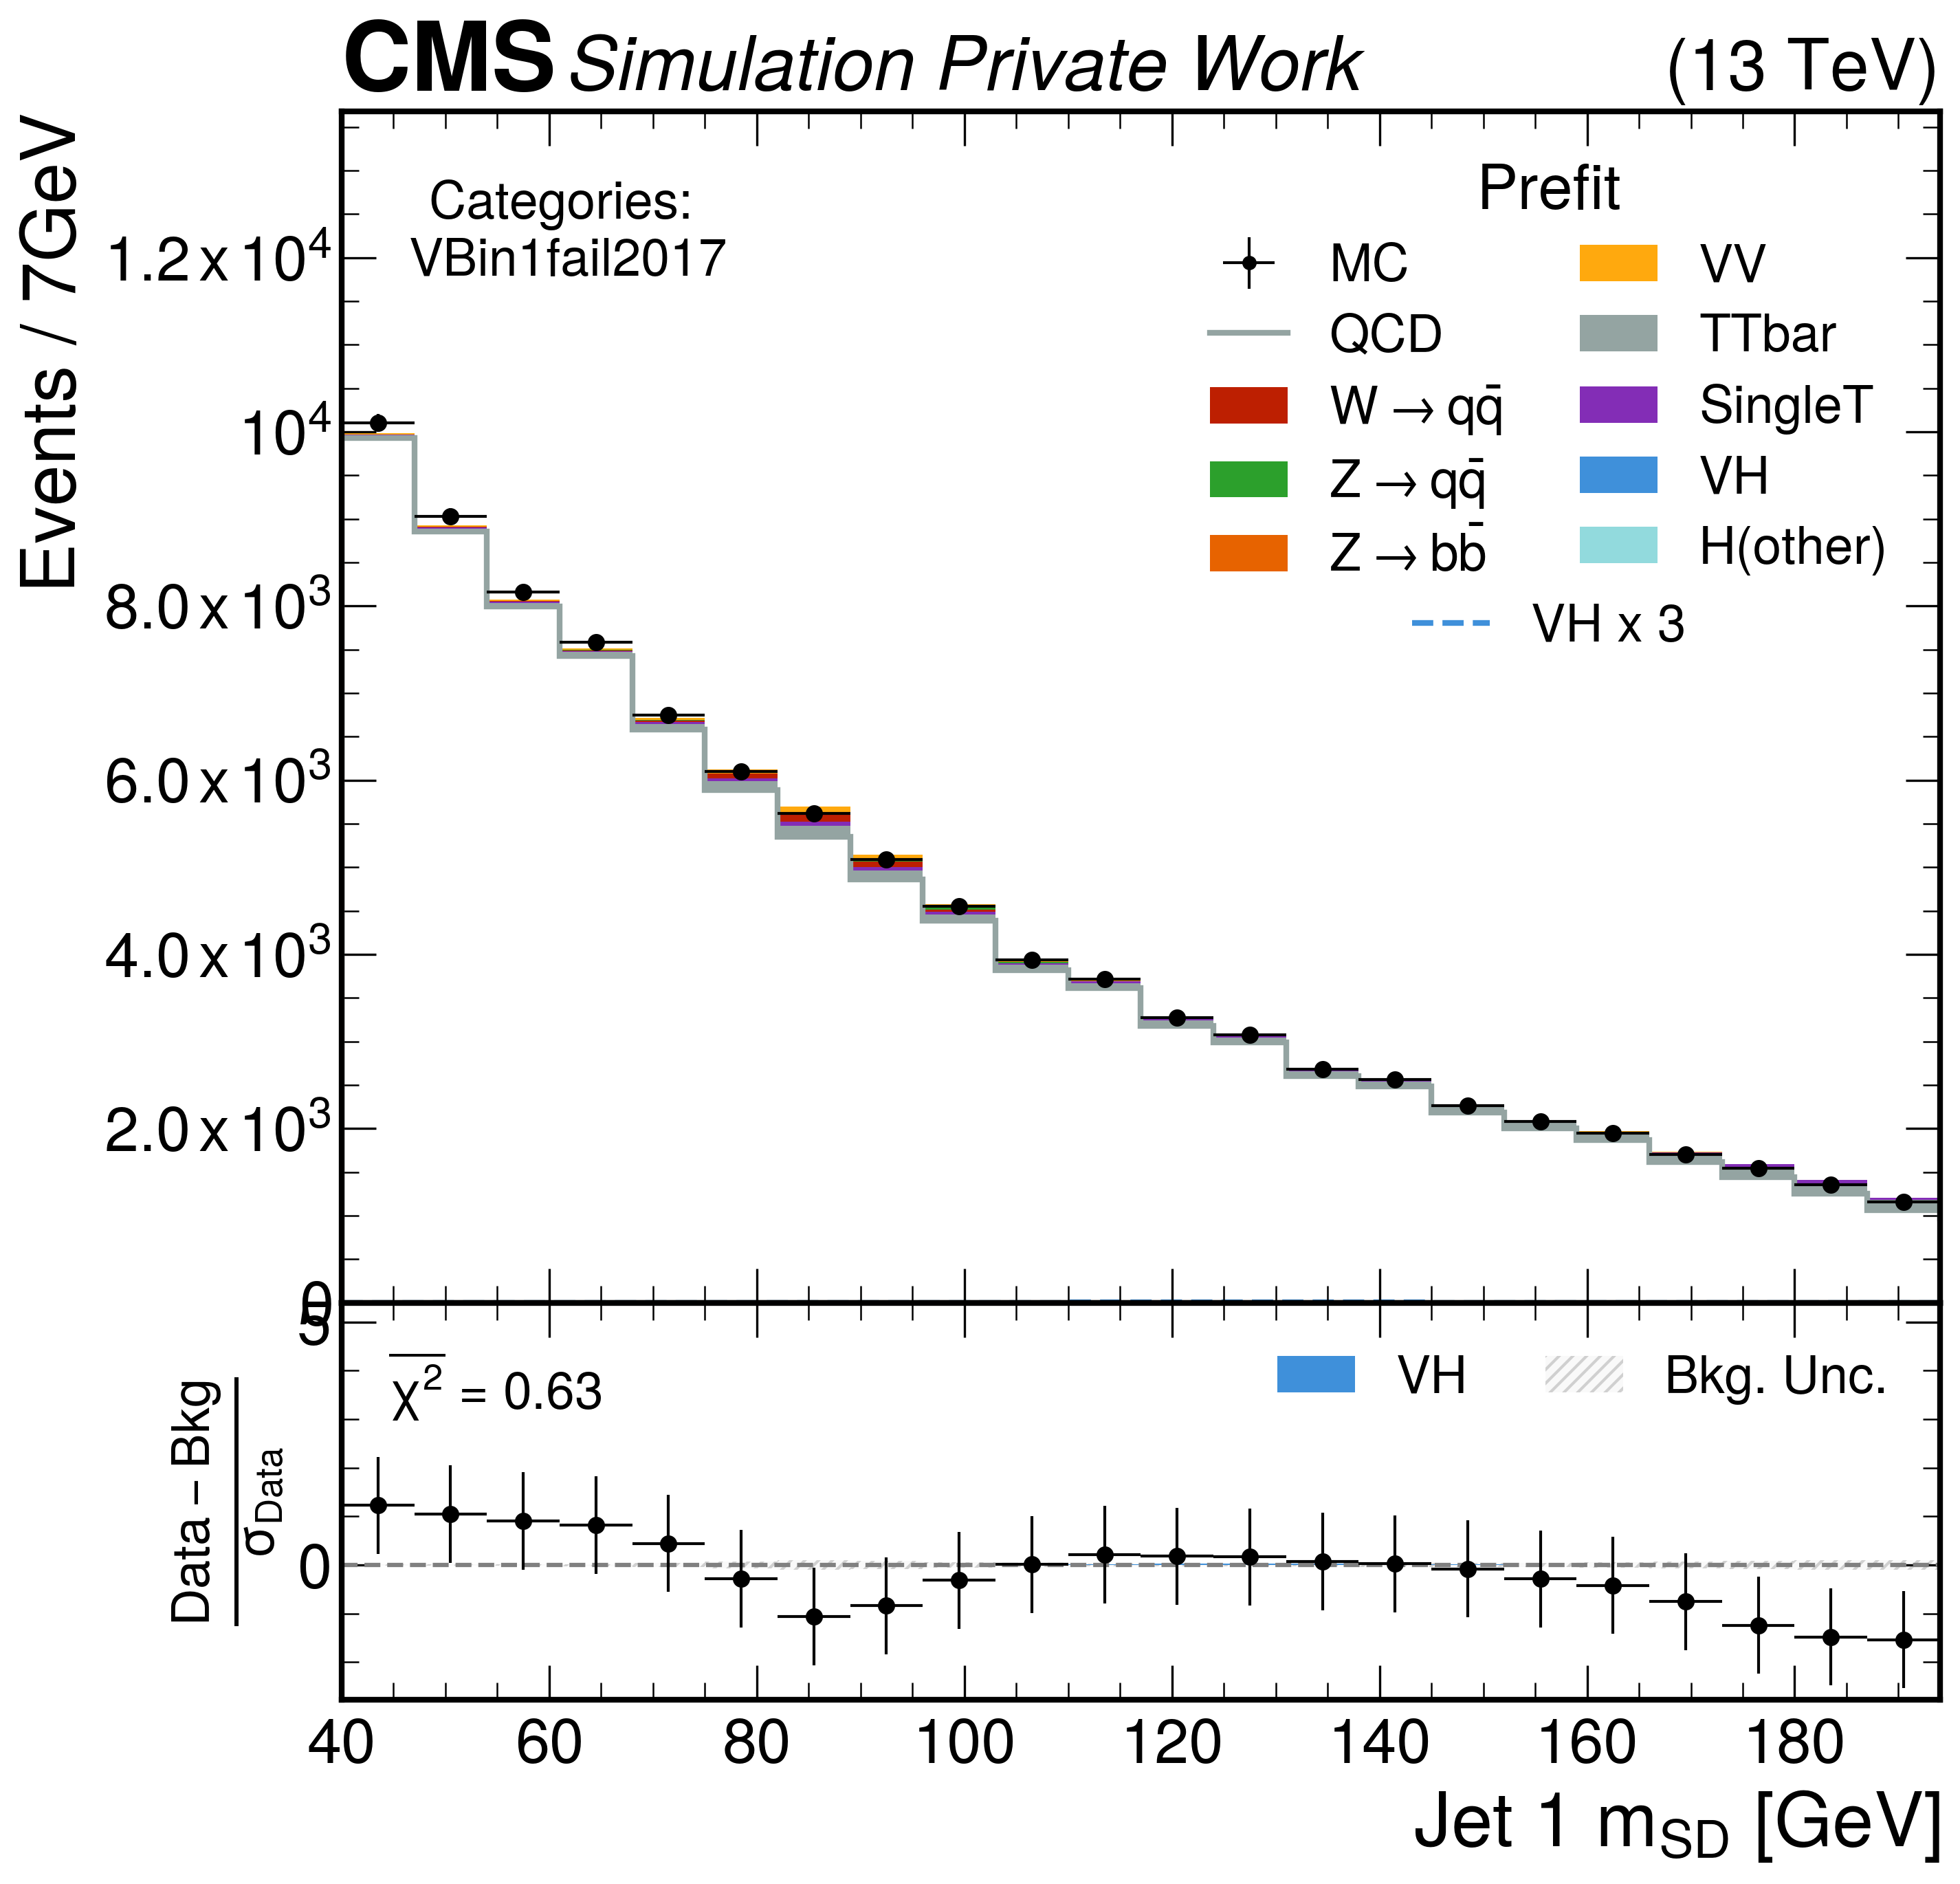 CMS Simulation Private Work (13 TeV)
Events / 7GeV
Categories:
VBin1fail2017
Prefit
MC
QCD
W → qq̄
Z → qq̄
Z → bb̄
VV
TTbar
SingleT
VH
H(other)
VH x 3
1.2 x 10⁴
10⁴
8.0 x 10³
6.0 x 10³
4.0 x 10³
2.0 x 10³
0
5
0
Data – Bkg
σ_Data
χ² = 0.63
VH
Bkg. Unc.
40 60 80 100 120 140 160 180
Jet 1 m_SD [GeV]